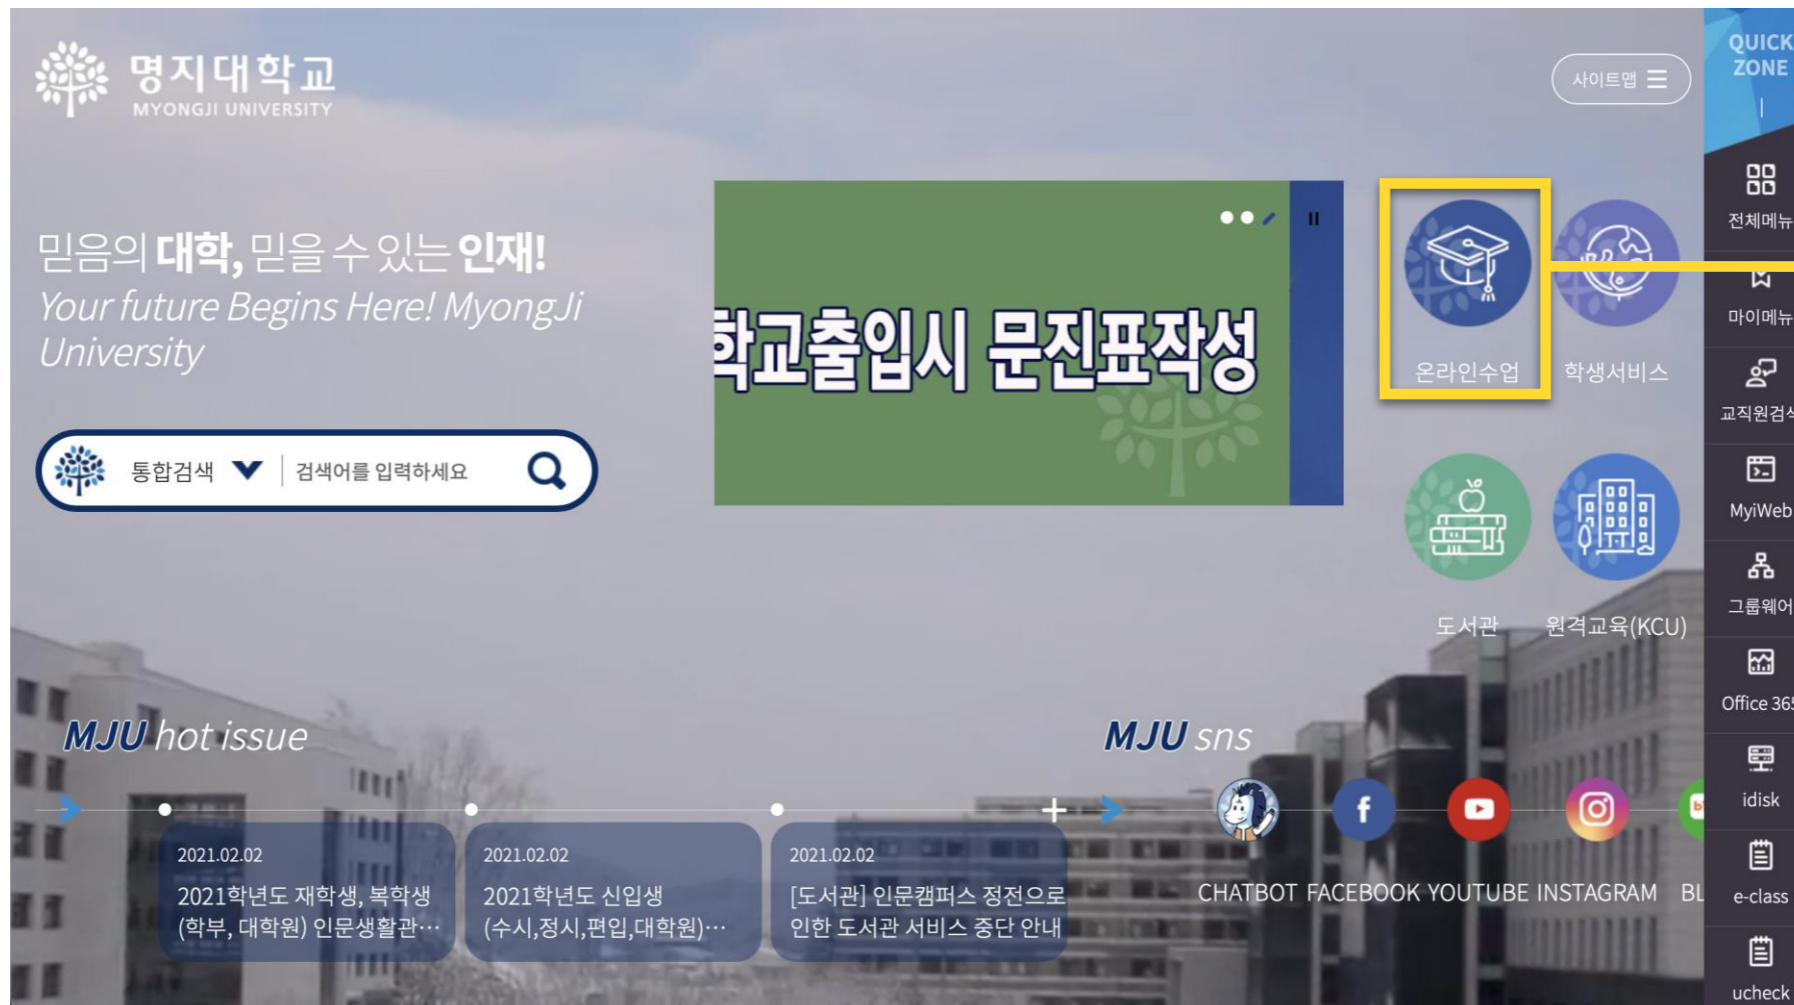 명지대학교
MYONGJI UNIVERSITY
사이트맵
QUICK
ZONE
믿음의 대학, 믿을 수 있는 인재!
Your future Begins Here! MyongJi
University
통합검색
검색어를 입력하세요
학교출입시 문진표작성
온라인수업
학생서비스
도서관
원격교육(KCU)
전체메뉴
마이메뉴
교직원검색
MyiWeb
그룹웨어
Office 365
idisk
e-class
ucheck
MJU hot issue
2021.02.02
2021학년도 재학생, 복학생
(학부, 대학원) 인문생활관…
2021.02.02
2021학년도 신입생
(수시,정시,편입,대학원)…
2021.02.02
[도서관] 인문캠퍼스 정전으로
인한 도서관 서비스 중단 안내
MJU sns
CHATBOT FACEBOOK YOUTUBE INSTAGRAM BL